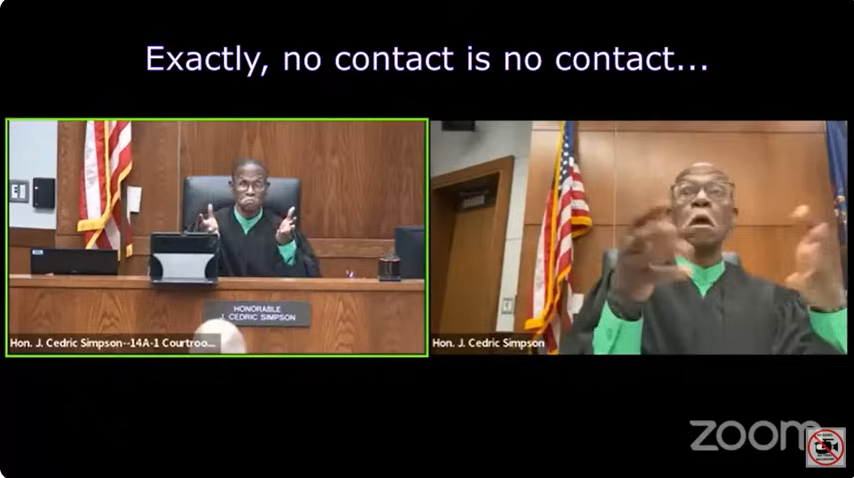 Exactly, no contact is no contact...
HONORABLE
J. CEDRIC SIMPSON
Hon. J. Cedric Simpson--14A-1 Courtroo...
Hon. J. Cedric Simpson
zoom